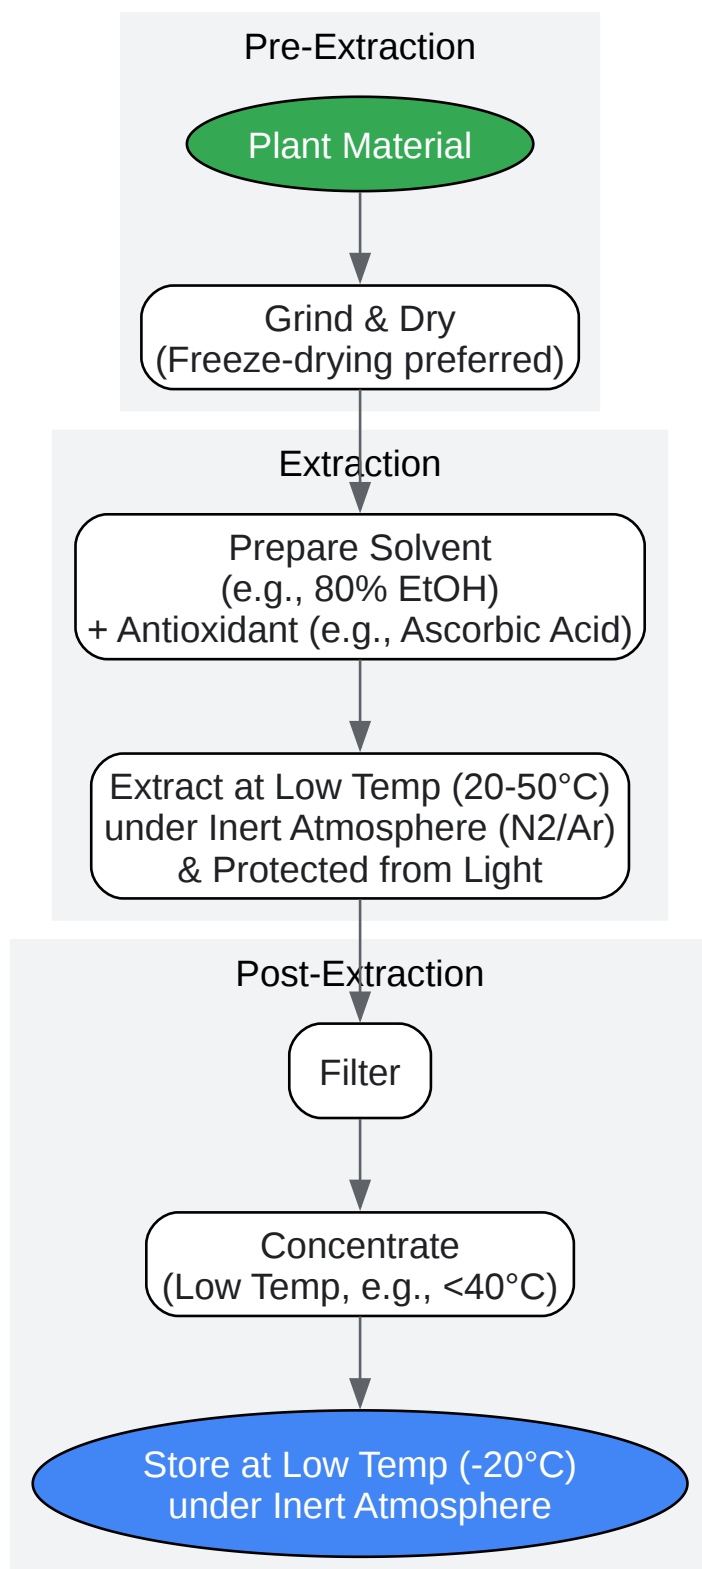 Pre-Extraction
Plant Material
Grind & Dry
(Freeze-drying preferred)
Extraction
Prepare Solvent
(e.g., 80% EtOH)
+ Antioxidant (e.g., Ascorbic Acid)
Extract at Low Temp (20-50°C)
under Inert Atmosphere (N2/Ar)
& Protected from Light
Post-Extraction
Filter
Concentrate
(Low Temp, e.g., <40°C)
Store at Low Temp (-20°C)
under Inert Atmosphere